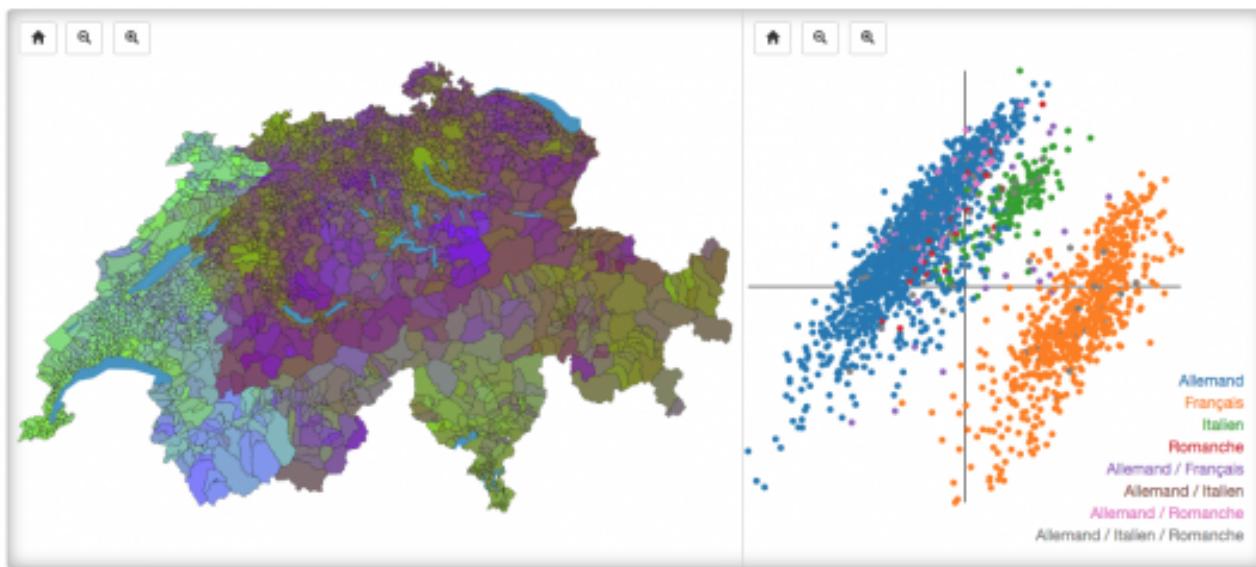 Allemand
Français
Italien
Romanche
Allemand / Français
Allemand / Italien
Allemand / Romanche
Allemand / Italien / Romanche